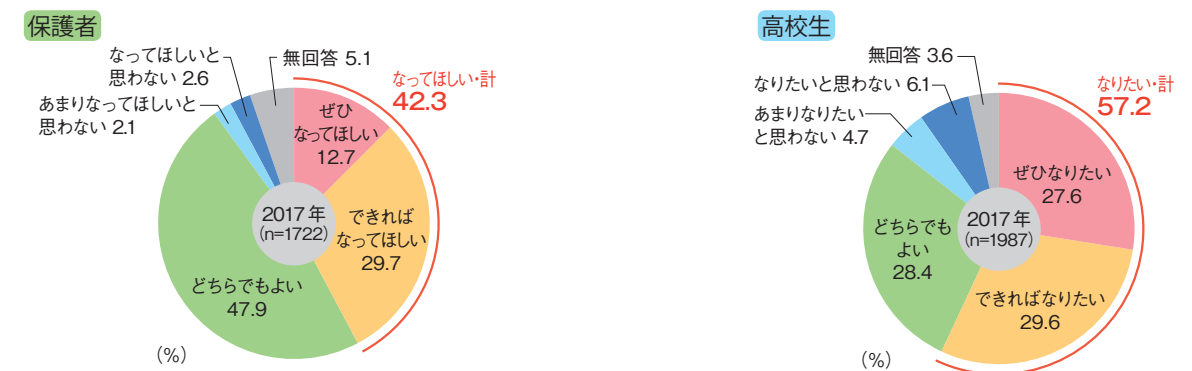 保護者
なってほしいと
思わない 2.6
無回答 5.1
あまりなってほしいと
思わない 2.1
なってほしい・計
42.3
ぜひ
なってほしい
12.7
2017年
(n=1722)
できれば
なってほしい
29.7
どちらでもよい
47.9
(%)
高校生
無回答 3.6
なりたいと思わない 6.1
あまりなりたい
と思わない 4.7
なりたい・計
57.2
ぜひなりたい
27.6
2017年
(n=1987)
どちらでも
よい
28.4
できればなりたい
29.6
(%)